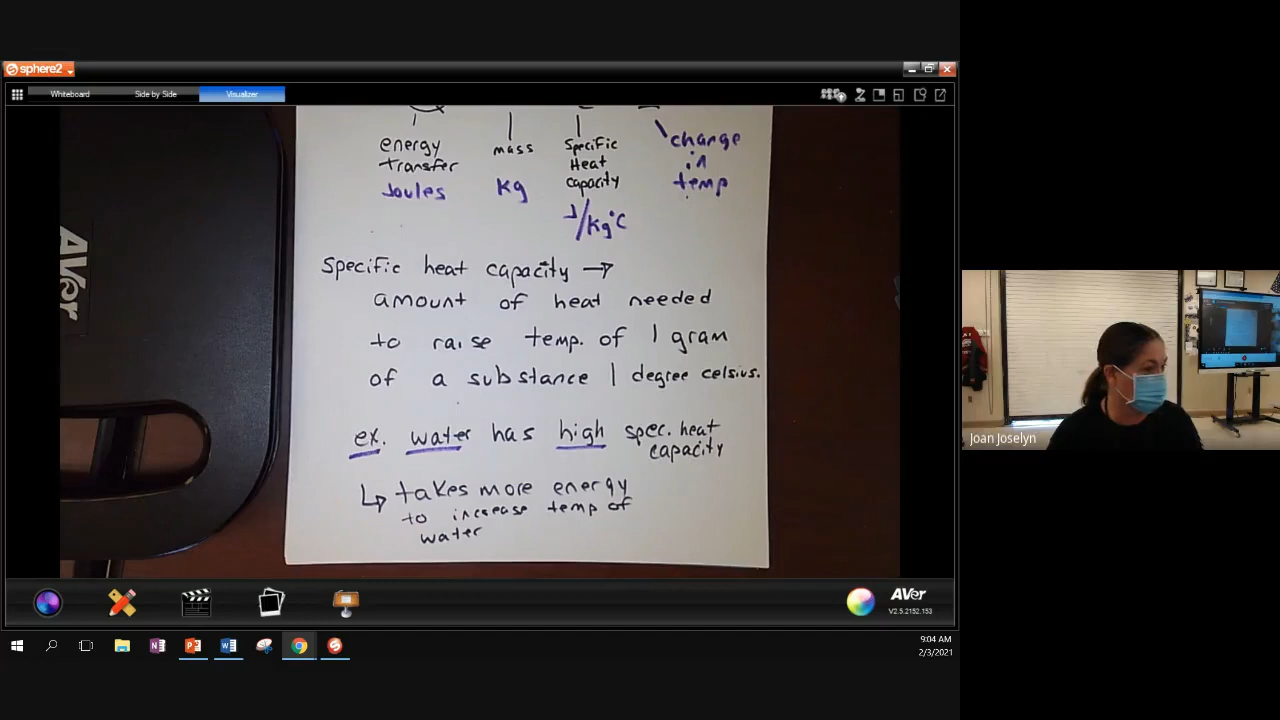 sphere2
Whiteboard
Side by Side
Visualizer
energy transfer Joules
mass Kg
Specific Heat capacity J/Kg°C
change in temp
Specific heat capacity →
amount of heat needed
to raise temp. of 1 gram
of a substance 1 degree celsius.
ex. water has high spec. heat capacity
↳ takes more energy
to increase temp of
water
AVer
Joan Joselyn
AVer
V2.5.2152.153
9:04 AM
2/3/2021